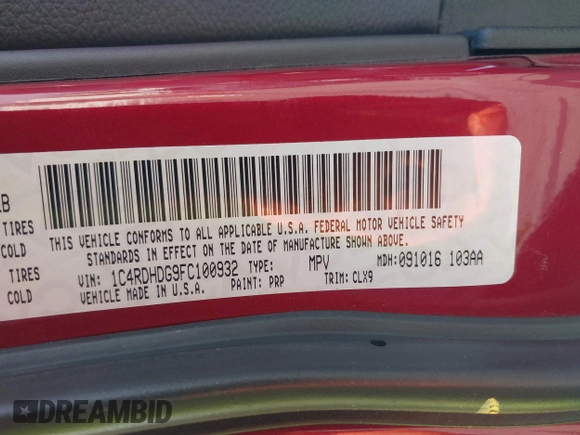 LB
TIRES
COLD
TIRES
COLD
THIS VEHICLE CONFORMS TO ALL APPLICABLE U.S.A. FEDERAL MOTOR VEHICLE SAFETY
STANDARDS IN EFFECT ON THE DATE OF MANUFACTURE SHOWN ABOVE.
VIN: 1C4RDHDG9FC100932 TYPE: MPV MDH:091016 103AA
VEHICLE MADE IN U.S.A. PAINT: PRP TRIM: CLX9
DREAMBID